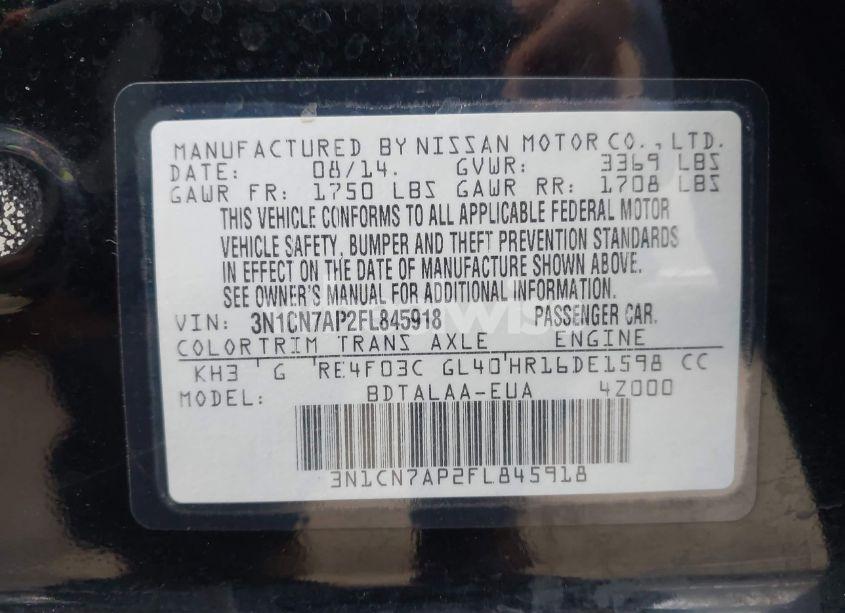 MANUFACTURED BY NISSAN MOTOR CO., LTD.
DATE: 08/14. GVWR: 3369 LBS
GAWR FR: 1750 LBS GAWR RR: 1708 LBS
THIS VEHICLE CONFORMS TO ALL APPLICABLE FEDERAL MOTOR
VEHICLE SAFETY, BUMPER AND THEFT PREVENTION STANDARDS
IN EFFECT ON THE DATE OF MANUFACTURE SHOWN ABOVE.
SEE OWNER'S MANUAL FOR ADDITIONAL INFORMATION.
VIN: 3N1CN7AP2FL845918 PASSENGER CAR.
COLOR TRIM TRANS AXLE ENGINE
KH3 G RE4F03C GL40 HR16DE1598 CC
MODEL: BDTALAA-EUA 4Z000
3N1CN7AP2FL845918